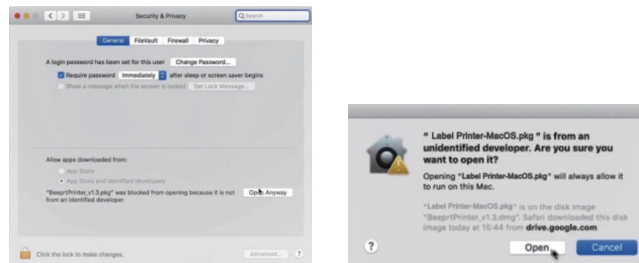 Security & Privacy
Search
General FileVault Firewall Privacy
A login password has been set for this user Change Password...
Require password immediately after sleep or screen saver begins
Show a message when the screen is locked Set Lock Message...
Allow apps downloaded from:
App Store
App Store and identified developers
"BeeprtPrinter_v1.3.pkg" was blocked from opening because it is not Open Anyway
from an identified developer.
Click the lock to make changes.
Advanced... ?
" Label Printer-MacOS.pkg " is from an
unidentified developer. Are you sure you
want to open it?
Opening "Label Printer-MacOS.pkg" will always allow it
to run on this Mac.
"Label Printer-MacOS.pkg" is on the disk image
"BeeprtPrinter_v1.3.dmg". Safari downloaded this disk
image today at 15:44 from drive.google.com.
? Open Cancel